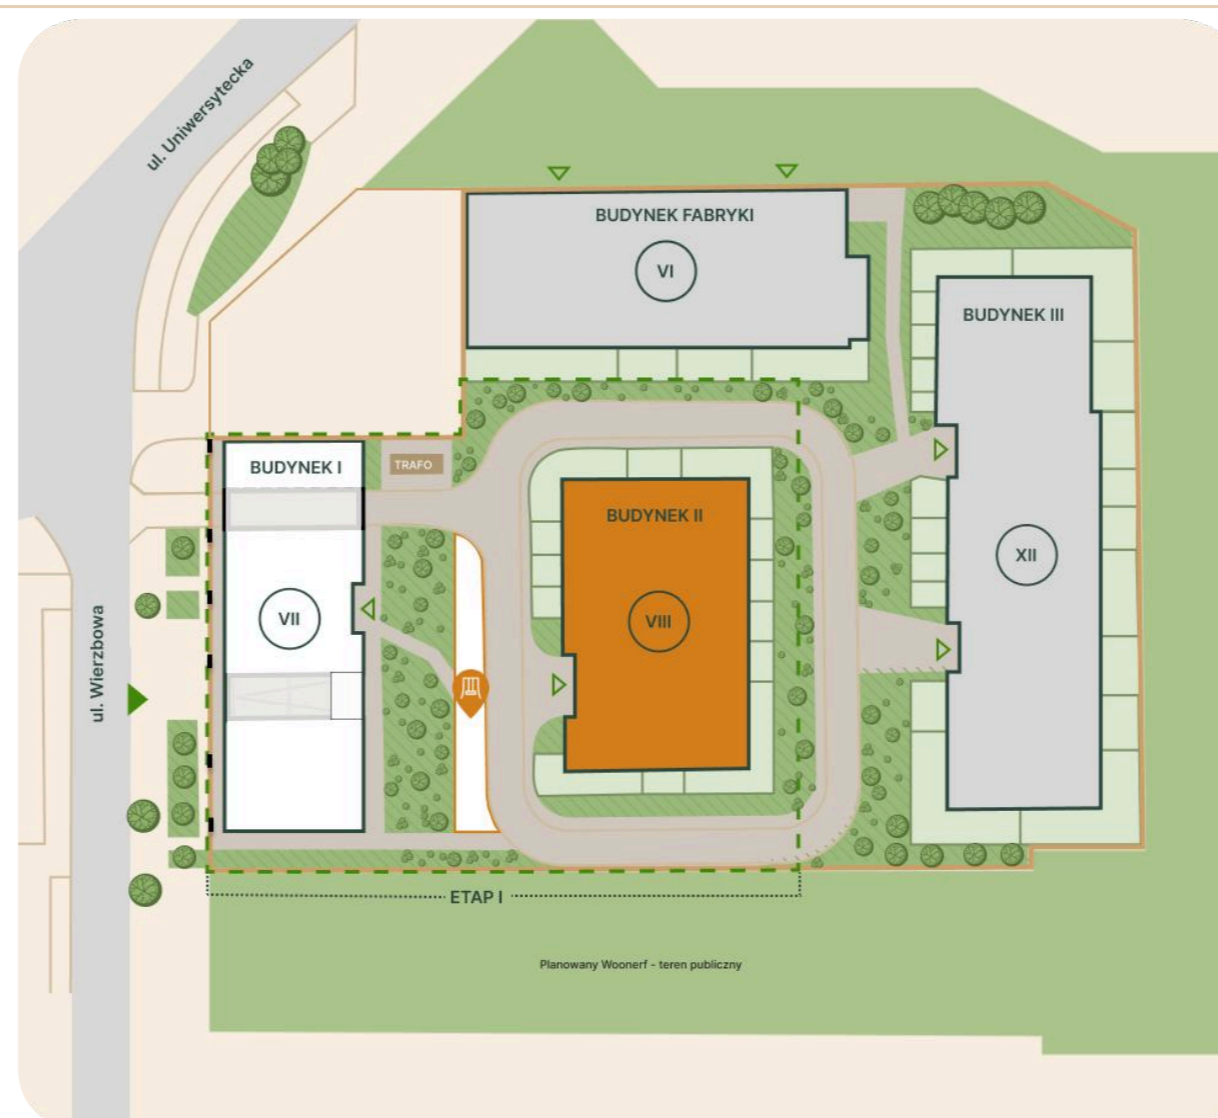 ul. Uniwersytecka
BUDYNEK FABRYKI
VI
BUDYNEK III
BUDYNEK I
TRAFO
BUDYNEK II
XII
VII
VIII
ul. Wierzbowa
ETAP I
Planowany Woonerf - teren publiczny